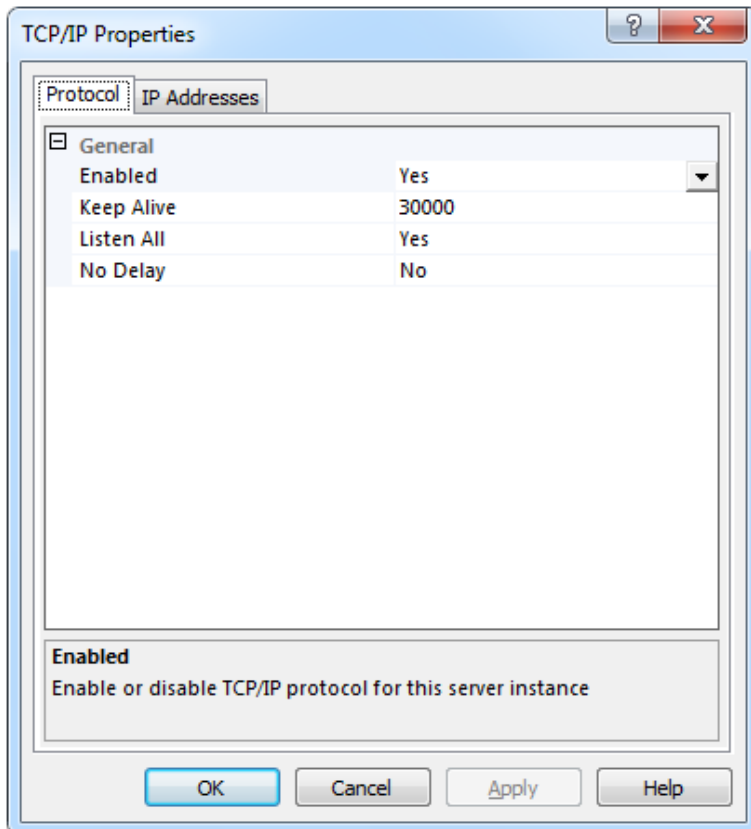 TCP/IP Properties
Protocol IP Addresses
General
Enabled Yes
Keep Alive 30000
Listen All Yes
No Delay No
Enabled
Enable or disable TCP/IP protocol for this server instance
OK Cancel Apply Help